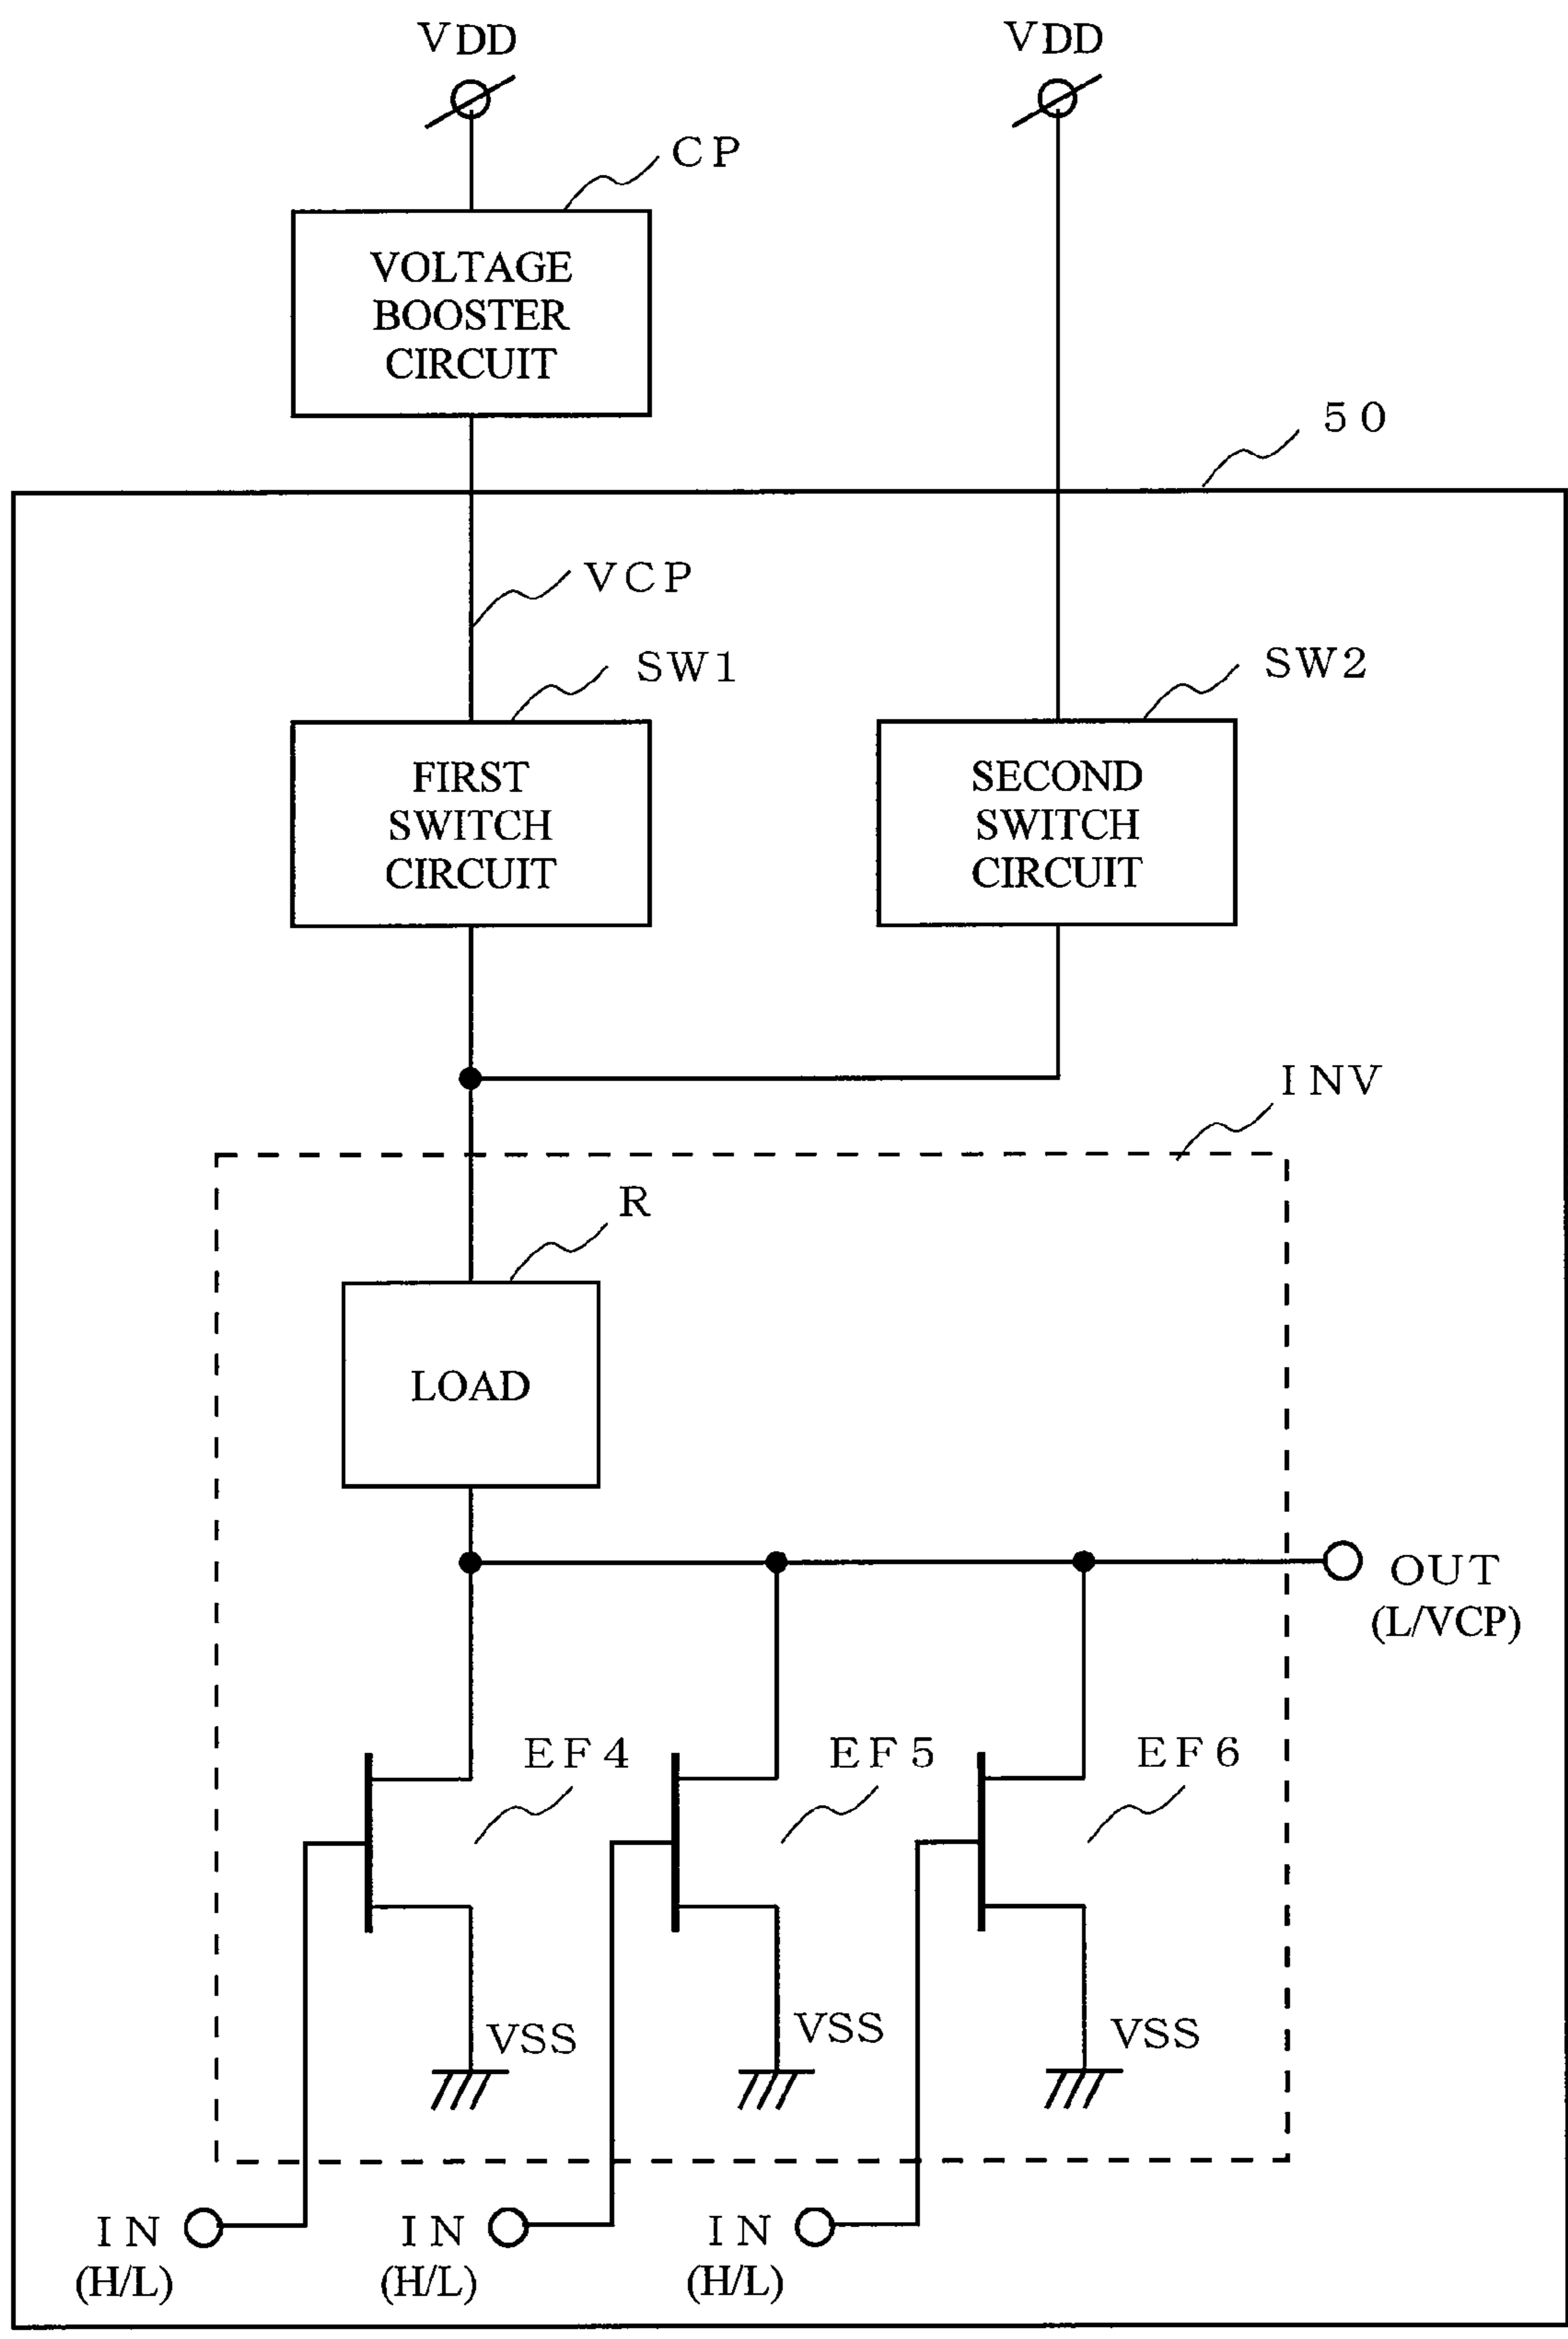 VDD
VDD
CP
VOLTAGE
BOOSTER
CIRCUIT
50
VCP
SW1
SW2
FIRST
SWITCH
CIRCUIT
SECOND
SWITCH
CIRCUIT
INV
R
LOAD
OUT
(L/VCP)
EF4
EF5
EF6
VSS
VSS
VSS
IN
(H/L)
IN
(H/L)
IN
(H/L)